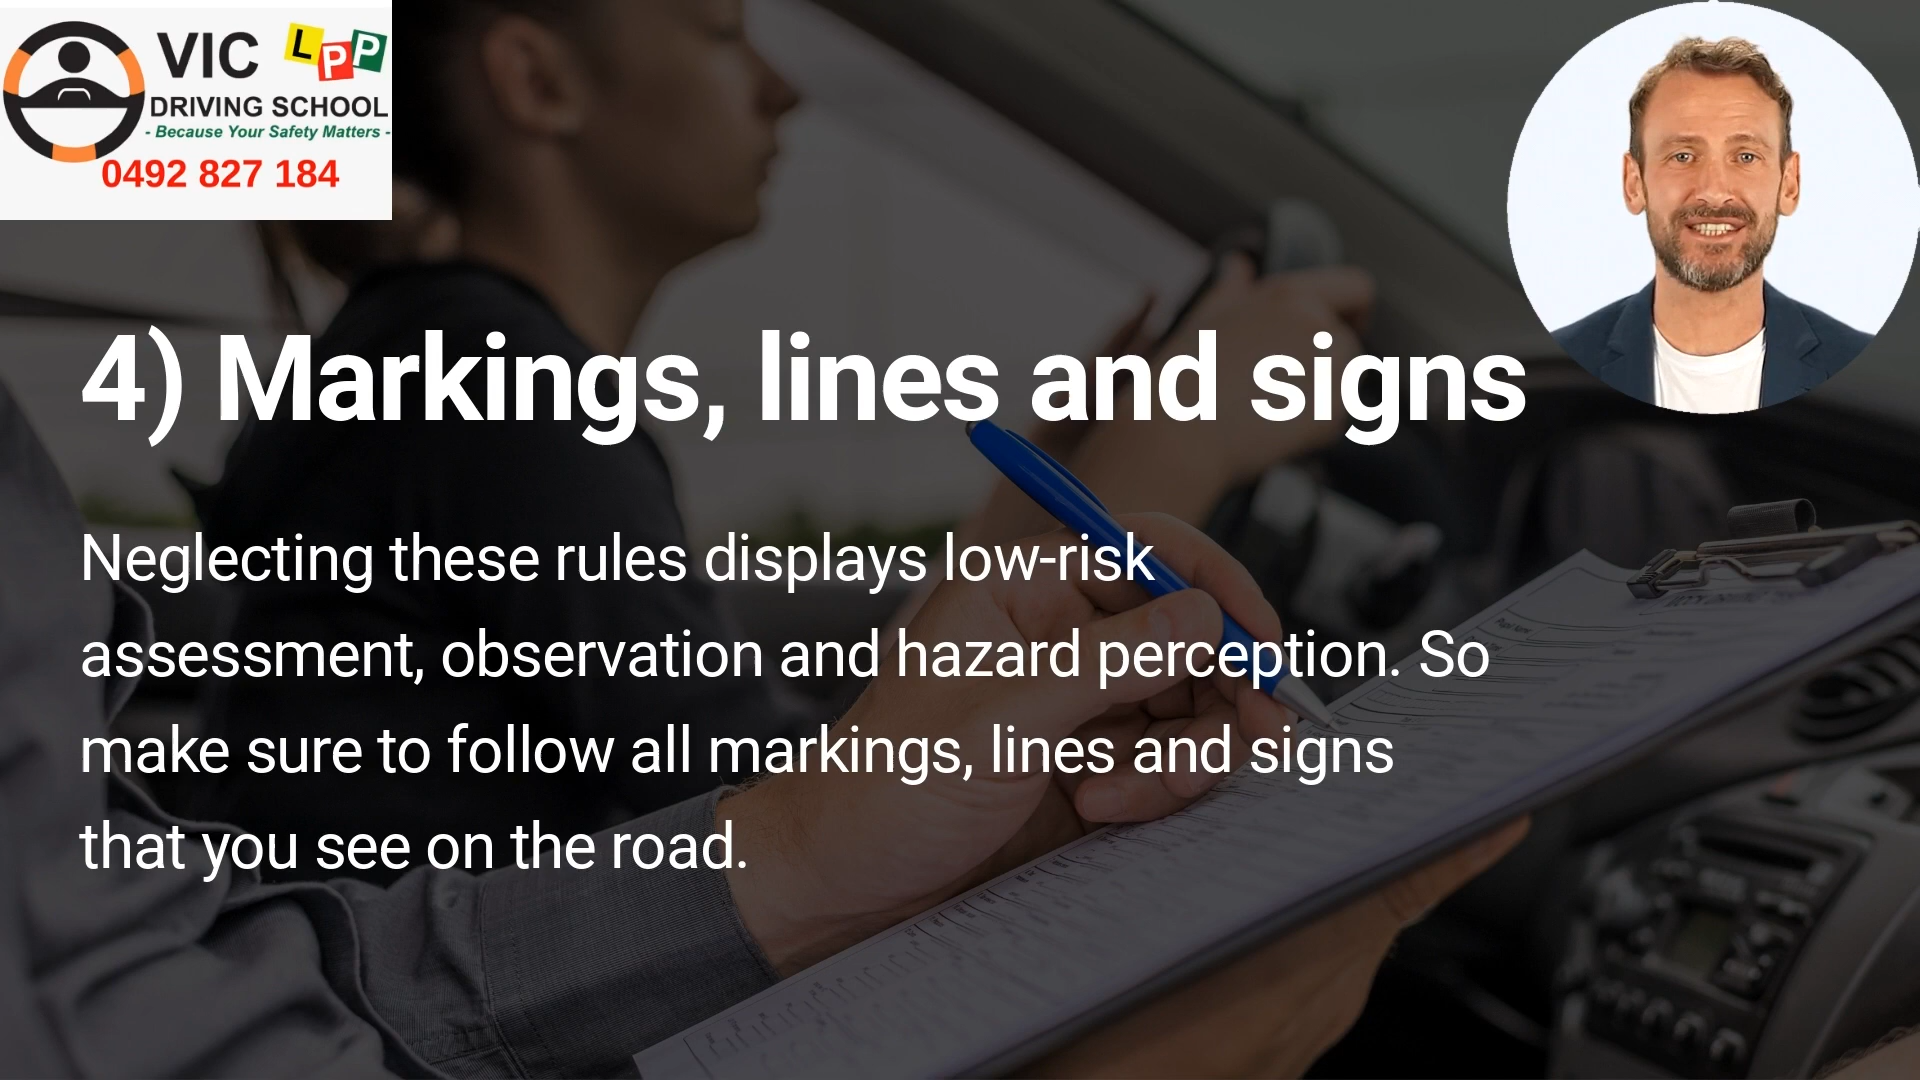 VIC
L P P
DRIVING SCHOOL
- Because Your Safety Matters -
0492 827 184
4) Markings, lines and signs
Neglecting these rules displays low-risk
assessment, observation and hazard perception. So
make sure to follow all markings, lines and signs
that you see on the road.